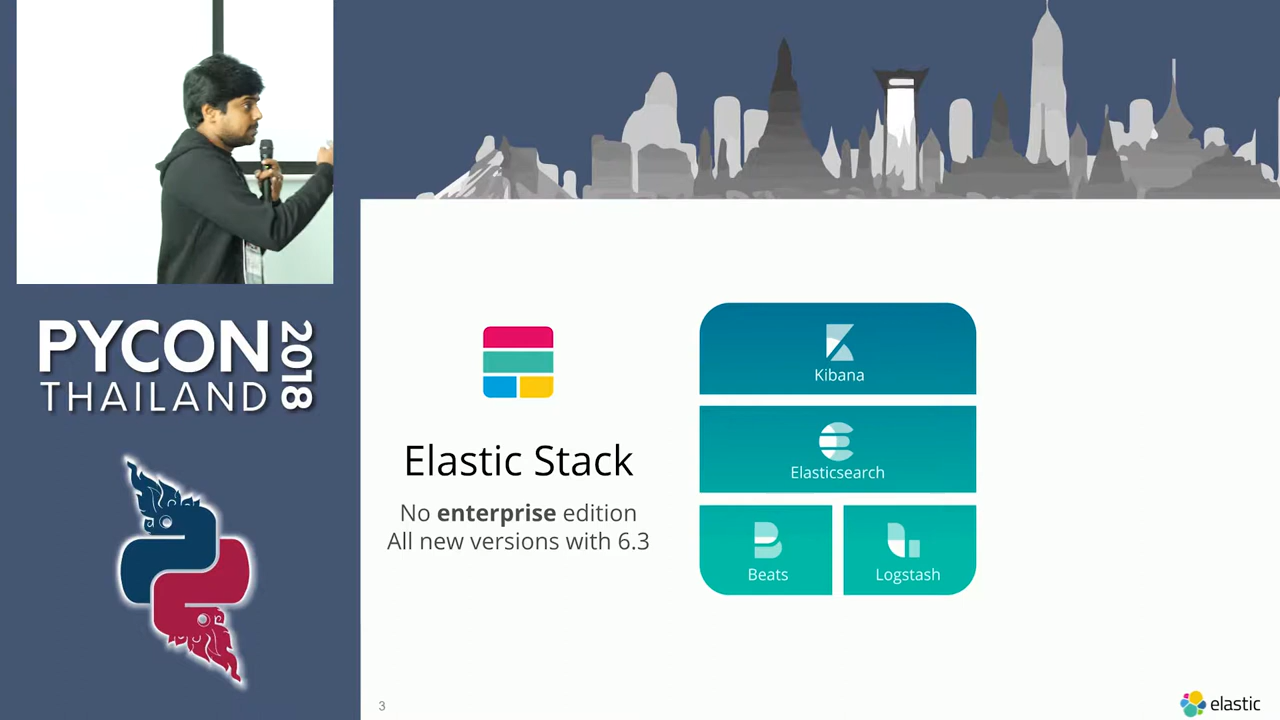 PYCON
THAILAND
2018
Elastic Stack
No enterprise edition
All new versions with 6.3
Kibana
Elasticsearch
Beats
Logstash
3
elastic